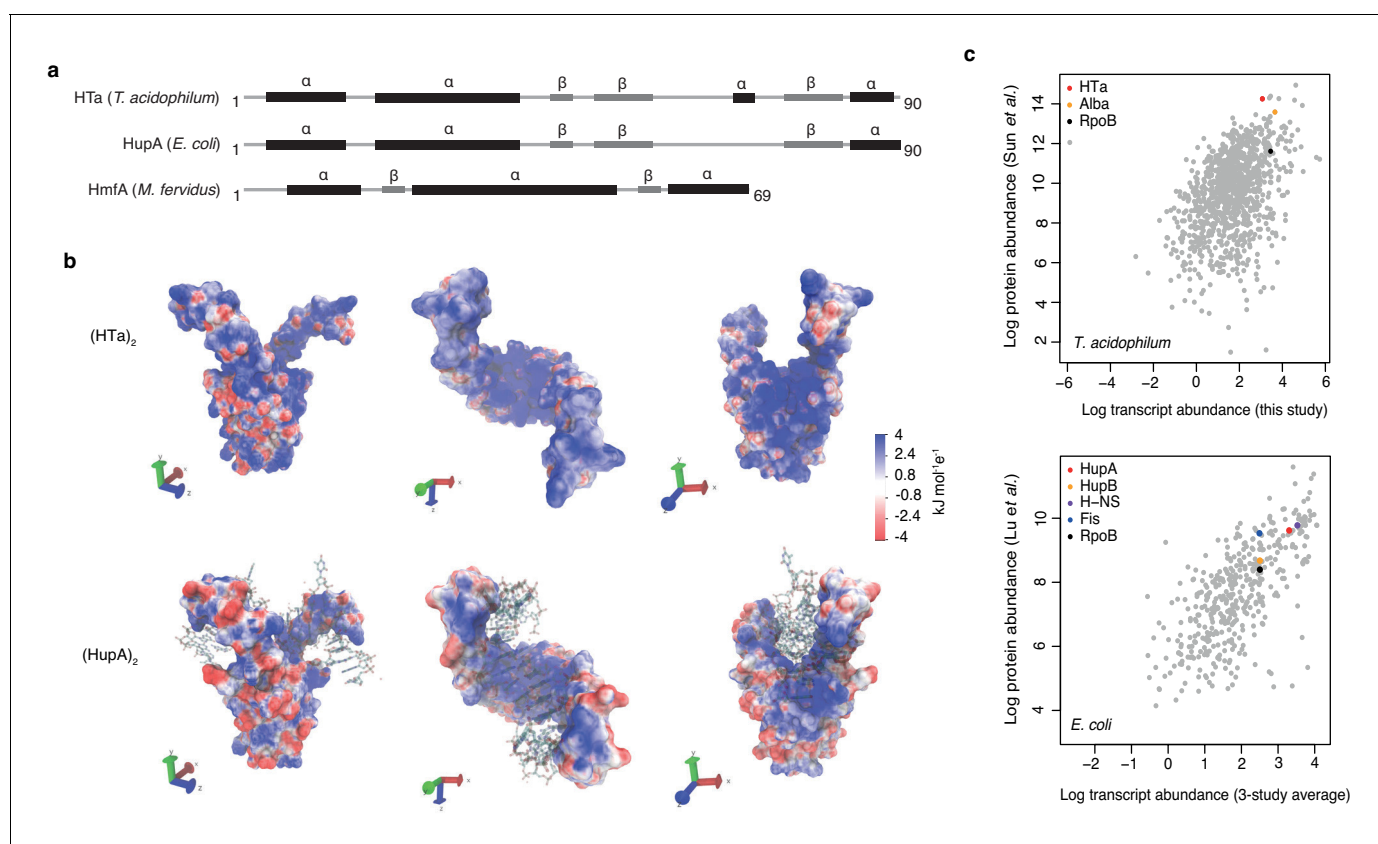 a
α α β β α β α
HTa (T. acidophilum) 1 90
α α β β β α
HupA (E. coli) 1 90
α β α β α
HmfA (M. fervidus) 1 69
b
(HTa)2
y x z
y x z
y x z
4
2.4
0.8
-0.8
-2.4
-4
kJ mol-1e-1
(HupA)2
y x z
y x z
y x z
c
HTa
Alba
RpoB
Log protein abundance (Sun et al.)
14
12
10
8
6
4
2
T. acidophilum
−6 −4 −2 0 2 4 6
Log transcript abundance (this study)
HupA
HupB
H−NS
Fis
RpoB
Log protein abundance (Lu et al.)
10
8
6
4
E. coli
−2 −1 0 1 2 3 4
Log transcript abundance (3-study average)